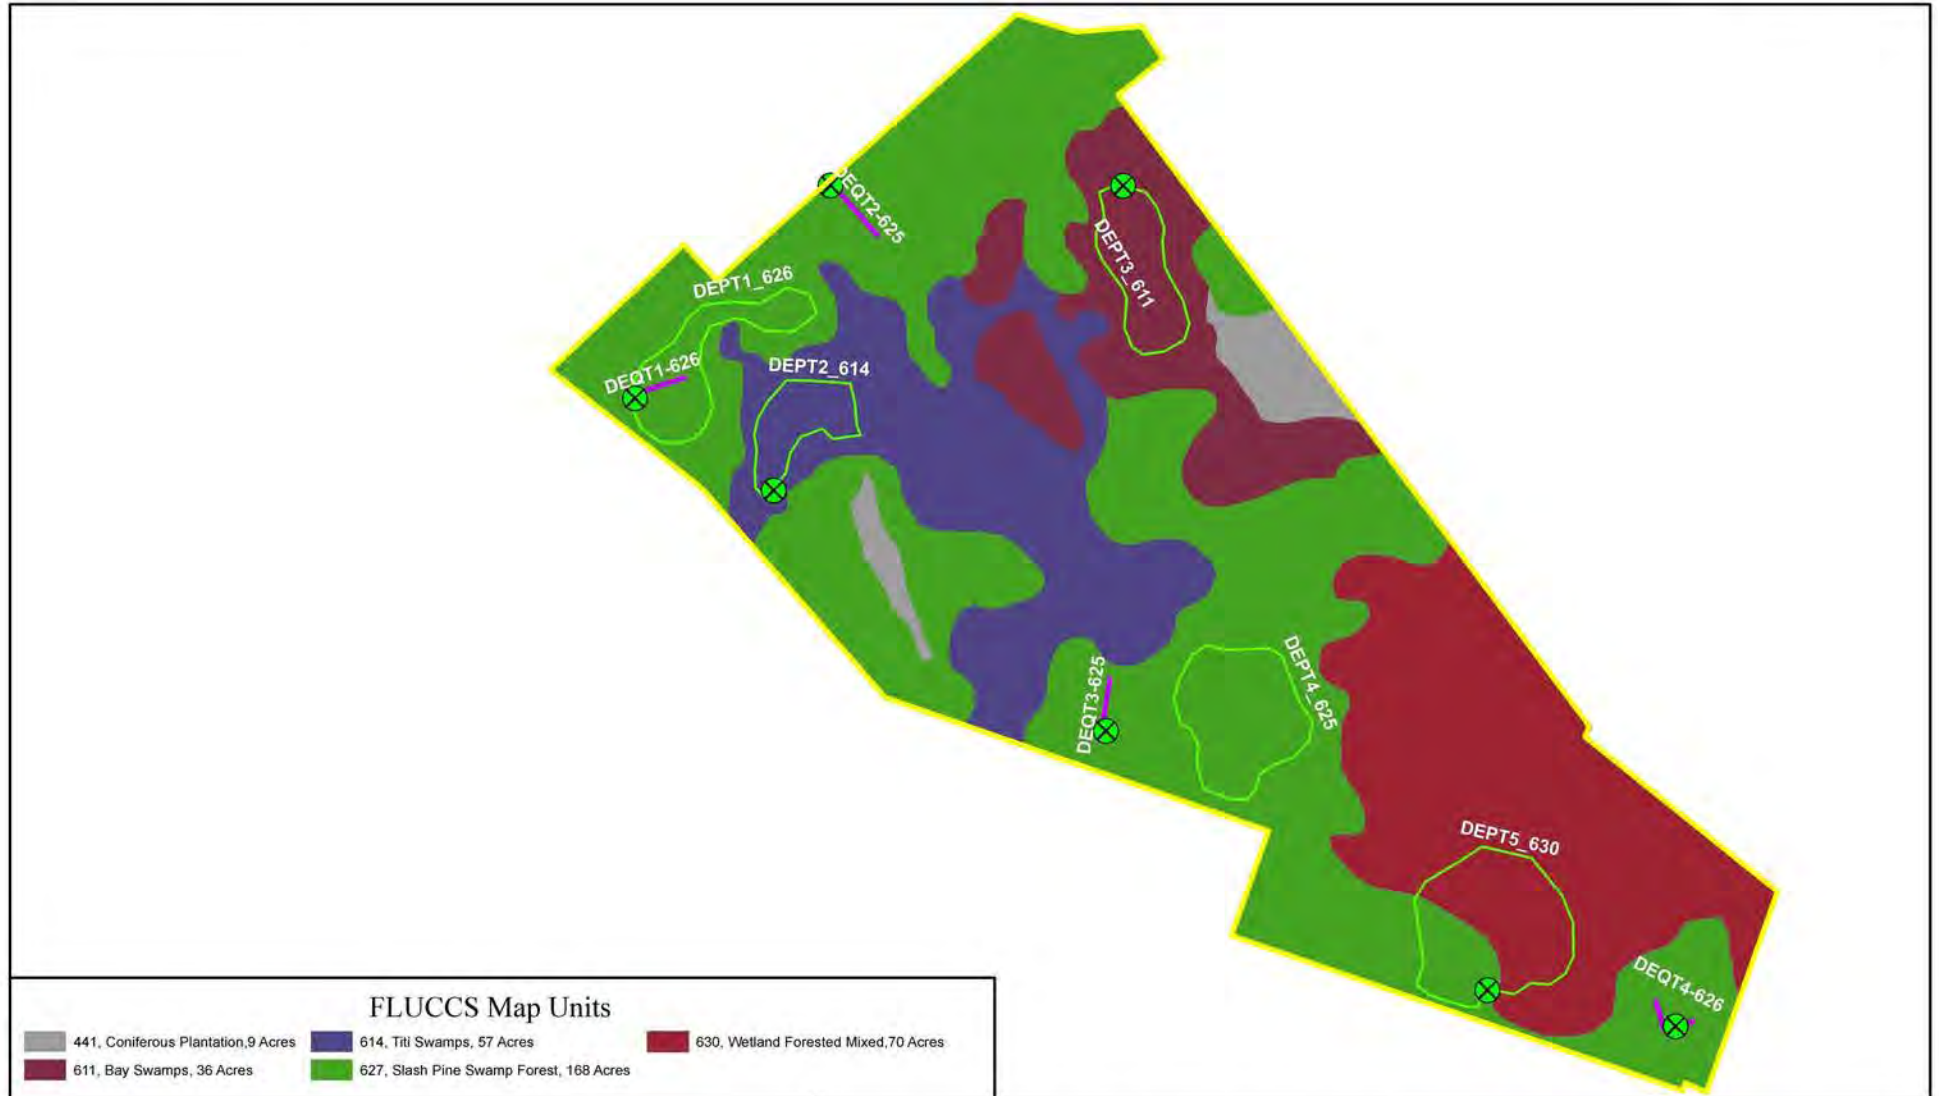 DEQT2-625
DEPT3_611
DEPT1_626
DEQT1-626
DEPT2_614
DEQT3-625
DEPT4_625
DEPT5_630
DEQT4-626
FLUCCS Map Units
441, Coniferous Plantation,9 Acres
614, Titi Swamps, 57 Acres
630, Wetland Forested Mixed,70 Acres
611, Bay Swamps, 36 Acres
627, Slash Pine Swamp Forest, 168 Acres